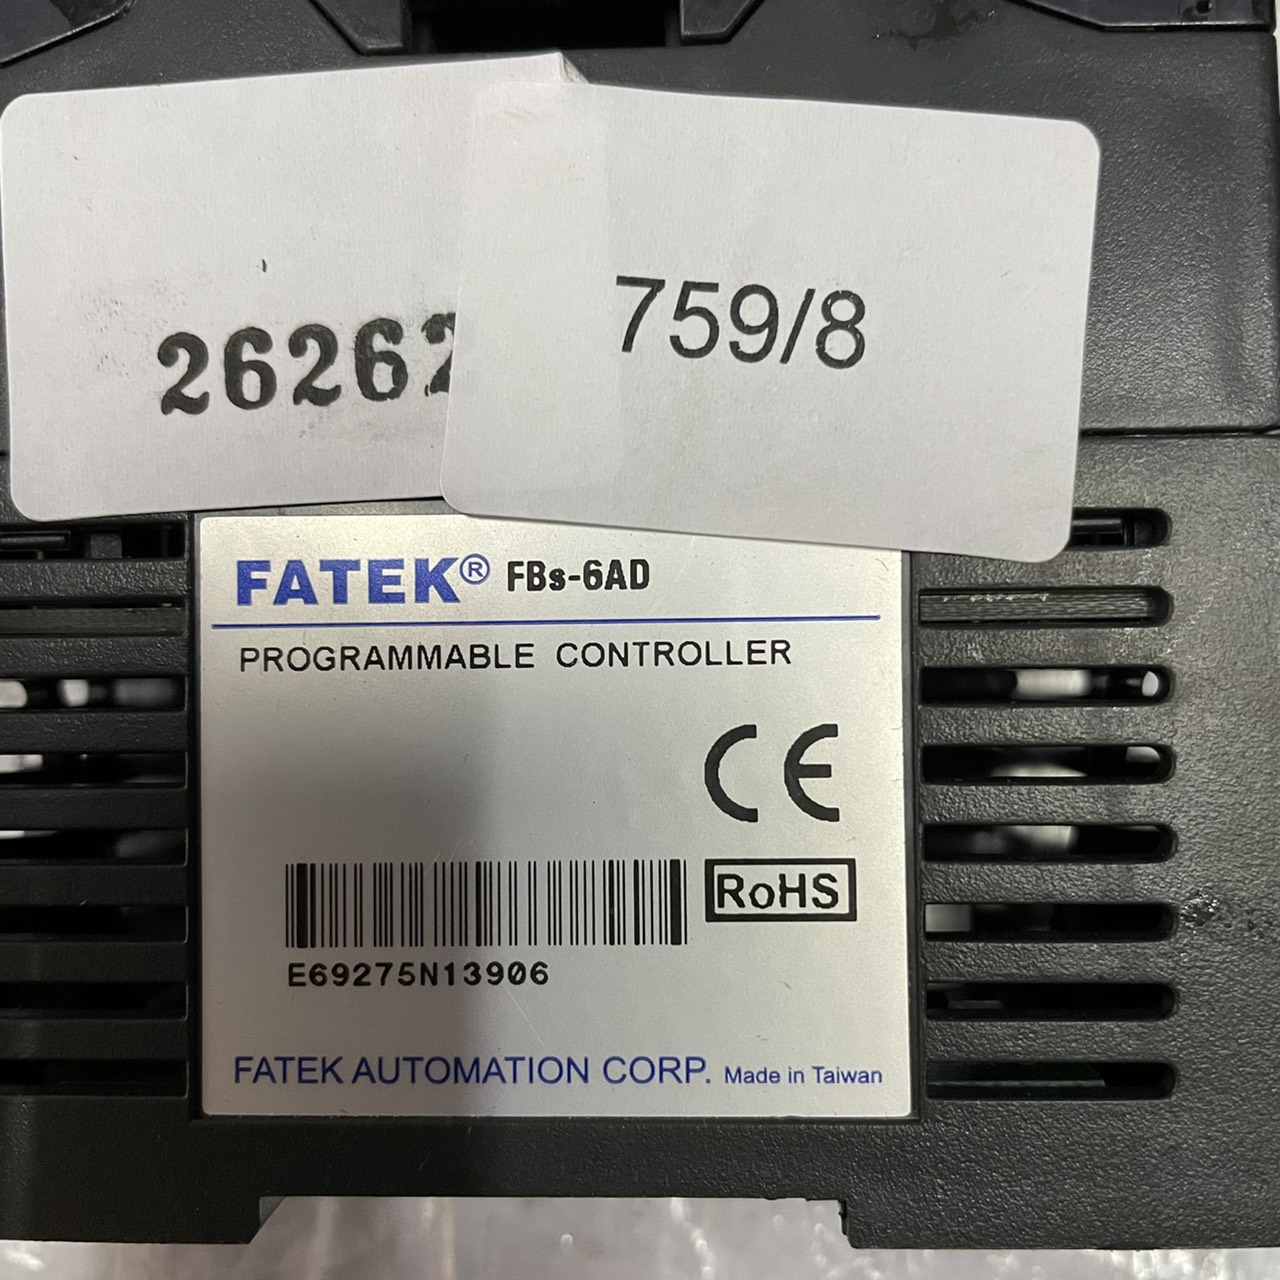 26262
759/8
FATEK® FBs-6AD
PROGRAMMABLE CONTROLLER
CE
RoHS
E69275N13906
FATEK AUTOMATION CORP. Made in Taiwan